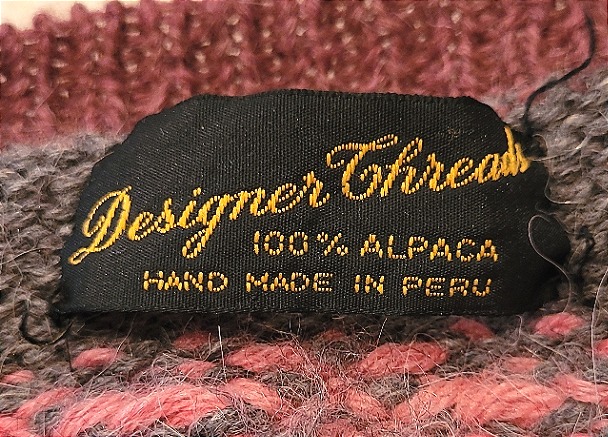 Designer Threads
100% ALPACA
HAND MADE IN PERU